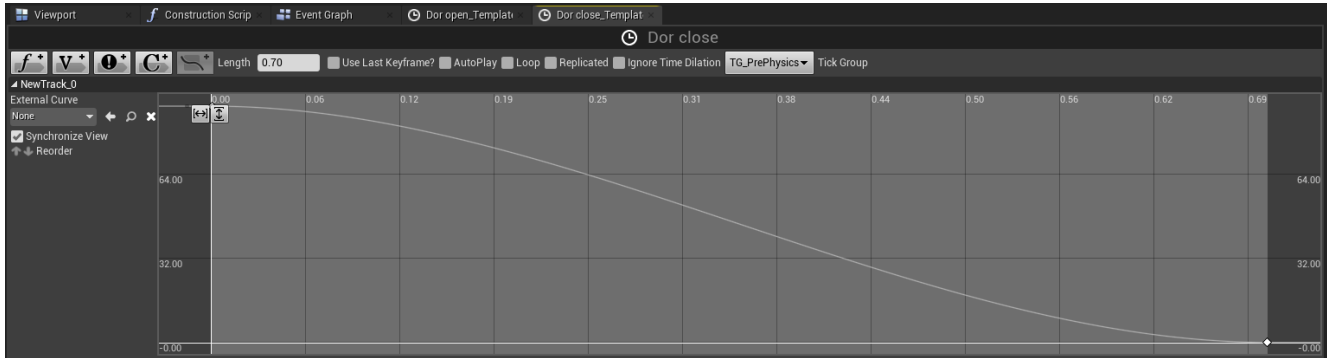 Viewport
Construction Scrip
Event Graph
Dor open_Templat
Dor close_Templat
Dor close
Length 0.70 Use Last Keyframe? AutoPlay Loop Replicated Ignore Time Dilation TG_PrePhysics Tick Group
NewTrack_0
External Curve
None
Synchronize View
Reorder
0.00 0.06 0.12 0.19 0.25 0.31 0.38 0.44 0.50 0.56 0.62 0.69
64.00 64.00
32.00 32.00
-0.00 -0.00